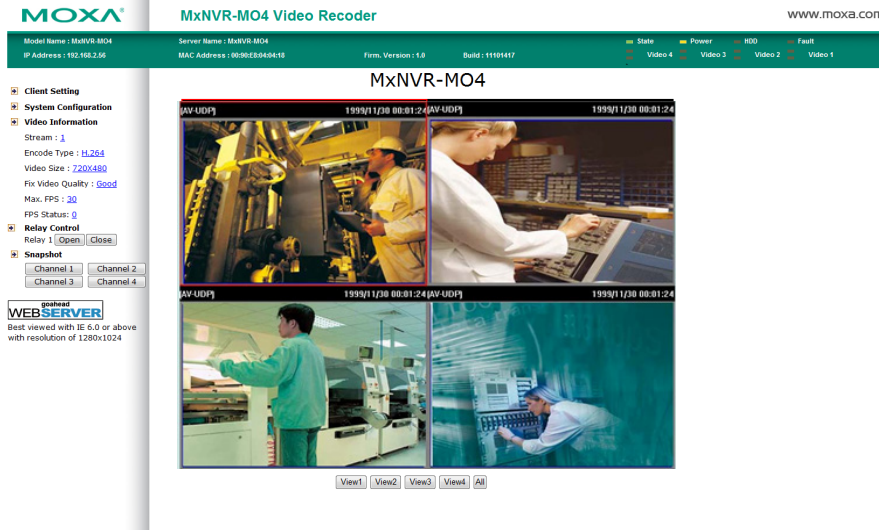 MOXA
MxNVR-MO4 Video Recoder
www.moxa.com
Model Name : MxNVR-MO4
Server Name : MxNVR-MO4
State Power HDD Fault
IP Address : 192.168.2.56
MAC Address : 00:90:E8:04:04:18
Firm. Version : 1.0
Build : 11101417
Video 4 Video 3 Video 2 Video 1
MxNVR-MO4
Client Setting
System Configuration
Video Information
Stream : 1
Encode Type : H.264
Video Size : 720X480
Fix Video Quality : Good
Max. FPS : 30
FPS Status: 0
Relay Control
Relay 1 Open Close
Snapshot
Channel 1 Channel 2
Channel 3 Channel 4
goahead
WEBSERVER
Best viewed with IE 6.0 or above
with resolution of 1280x1024
[AV-UDP] 1999/11/30 00:01:24
[AV-UDP] 1999/11/30 00:01:24
[AV-UDP] 1999/11/30 00:01:24
[AV-UDP] 1999/11/30 00:01:24
View1 View2 View3 View4 All